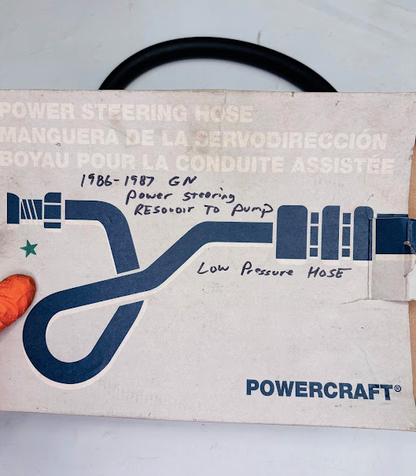 POWER STEERING HOSE
MANGUERA DE LA SERVODIRECCIÓN
BOYAU POUR LA CONDUITE ASSISTÉE
1986-1987 GN
Power steering
RESovoir To Pump
Low Pressure HOSE
POWERCRAFT®